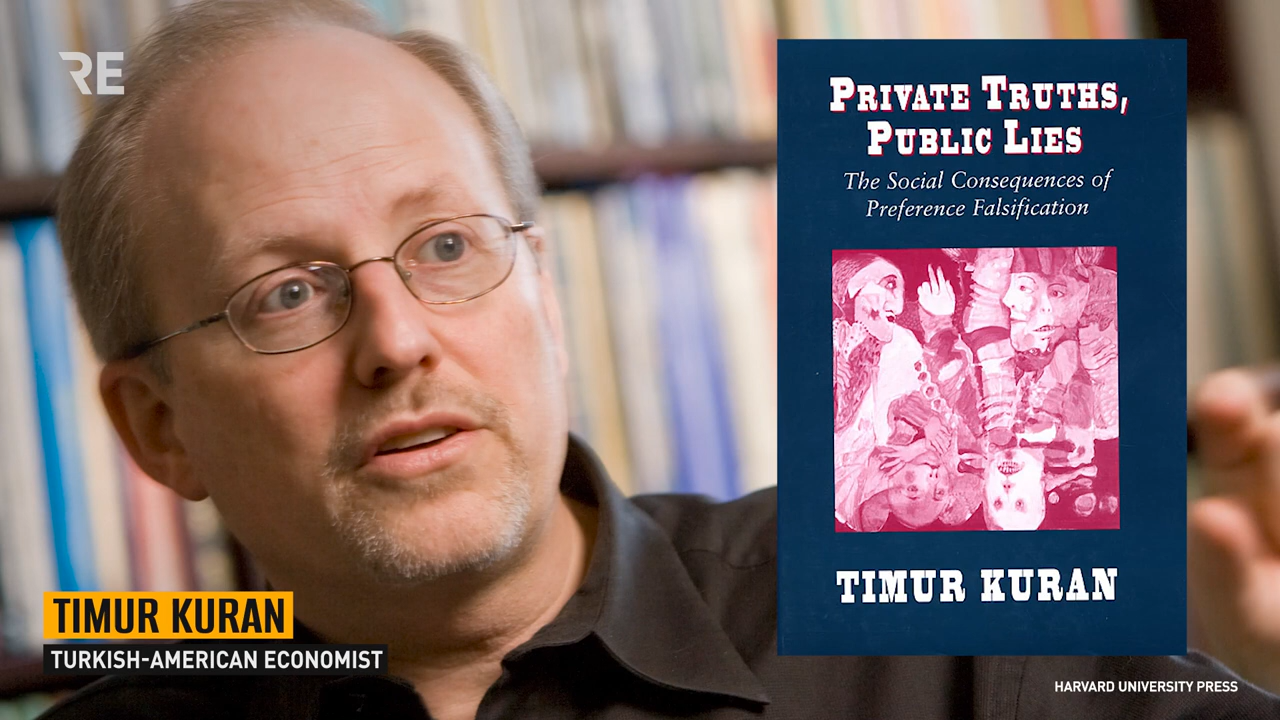 RE
PRIVATE TRUTHS,
PUBLIC LIES
The Social Consequences of
Preference Falsification
TIMUR KURAN
TIMUR KURAN
TURKISH-AMERICAN ECONOMIST
HARVARD UNIVERSITY PRESS